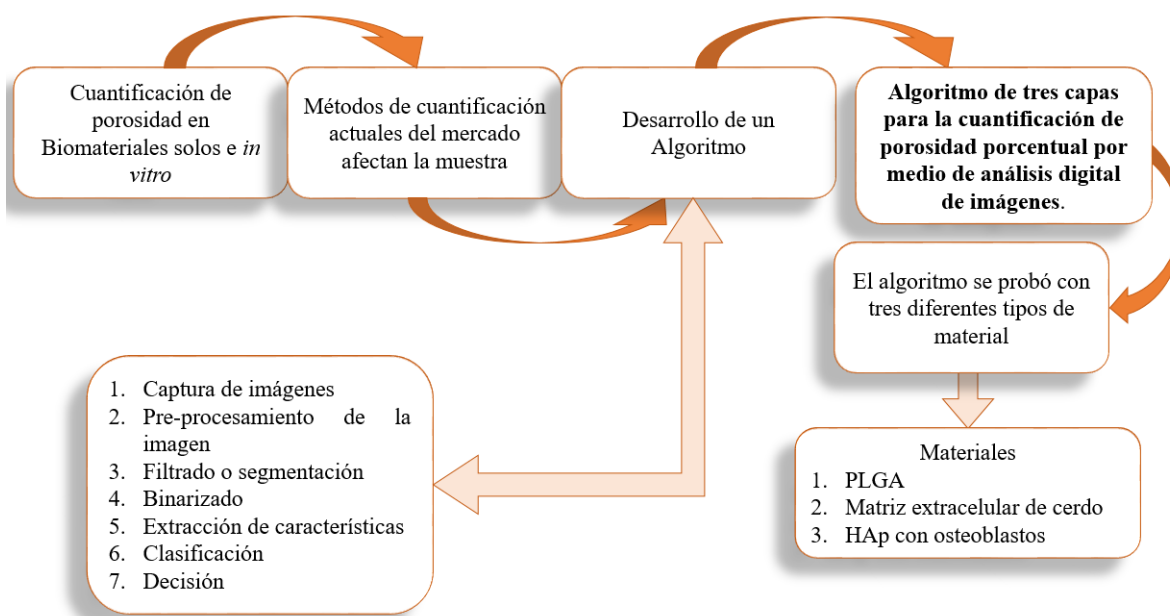 Cuantificación de
porosidad en
Biomateriales solos e in
vitro
Métodos de cuantificación
actuales del mercado
afectan la muestra
Desarrollo de un
Algoritmo
Algoritmo de tres capas
para la cuantificación de
porosidad porcentual por
medio de análisis digital
de imágenes.
El algoritmo se probó con
tres diferentes tipos de
material
1. Captura de imágenes
2. Pre-procesamiento de la
imagen
3. Filtrado o segmentación
4. Binarizado
5. Extracción de características
6. Clasificación
7. Decisión
Materiales
1. PLGA
2. Matriz extracelular de cerdo
3. HAp con osteoblastos